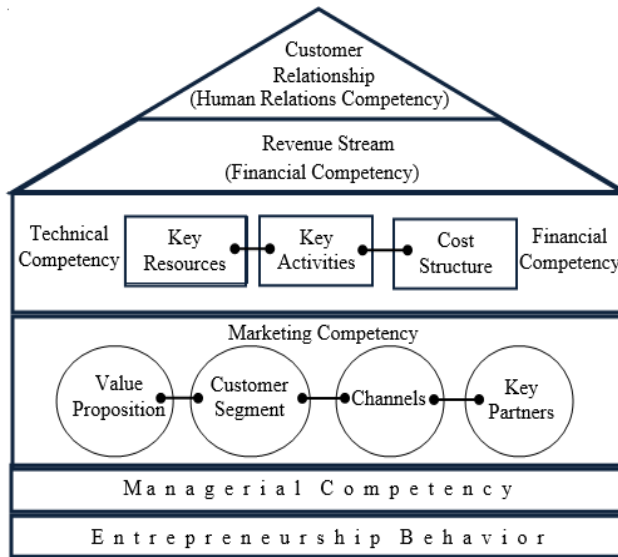 Customer
Relationship
(Human Relations Competency)
Revenue Stream
(Financial Competency)
Technical
Competency
Key
Resources
Key
Activities
Cost
Structure
Financial
Competency
Marketing Competency
Value
Proposition
Customer
Segment
Channels
Key
Partners
Managerial Competency
Entrepreneurship Behavior